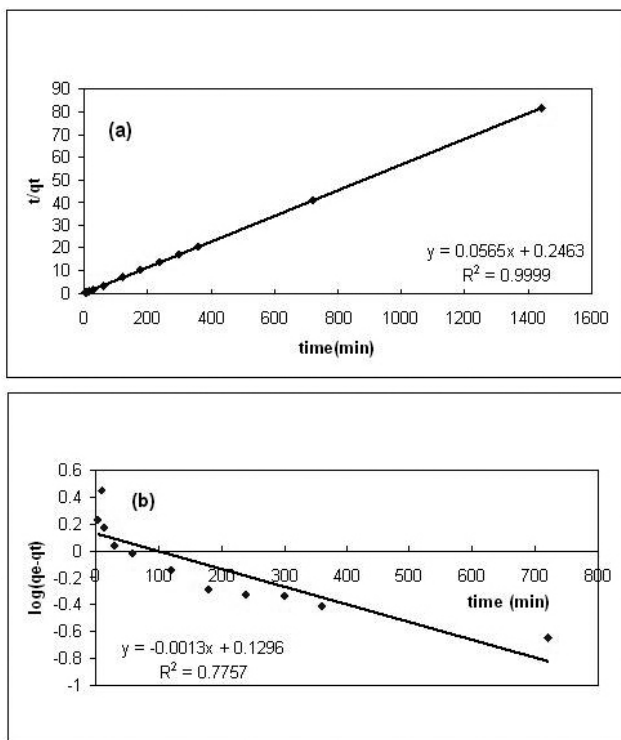 90
80
70
60
50
40
30
20
10
0
t/qt
(a)
y = 0.0565x + 0.2463
R² = 0.9999
0 200 400 600 800 1000 1200 1400 1600
time(min)
0.6
0.4
0.2
0
-0.2
-0.4
-0.6
-0.8
-1
log(qe-qt)
(b)
0 100 200 300 400 500 600 700 800
time (min)
y = -0.0013x + 0.1296
R² = 0.7757